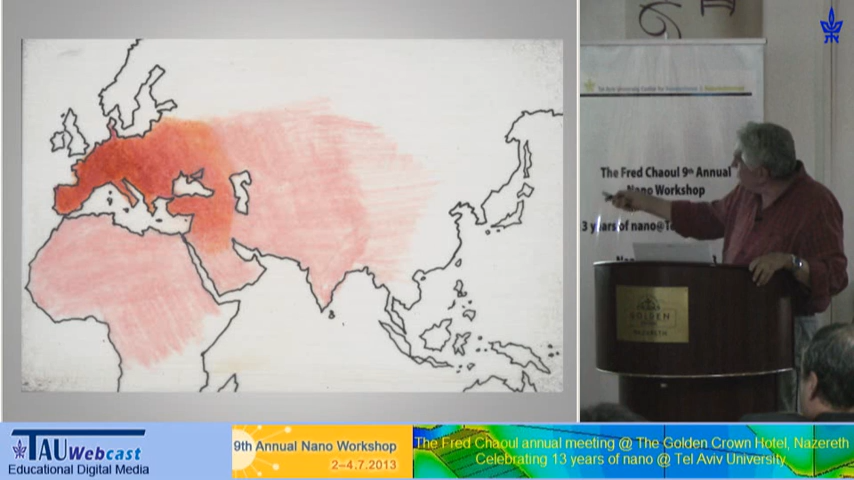 The Fred Chaoul 9th Annual
Nano Workshop
3 years of nano@T
GOLDEN
TAU Webcast
Educational Digital Media
9th Annual Nano Workshop
2–4.7.2013
The Fred Chaoul annual meeting @ The Golden Crown Hotel, Nazereth
Celebrating 13 years of nano @ Tel Aviv University